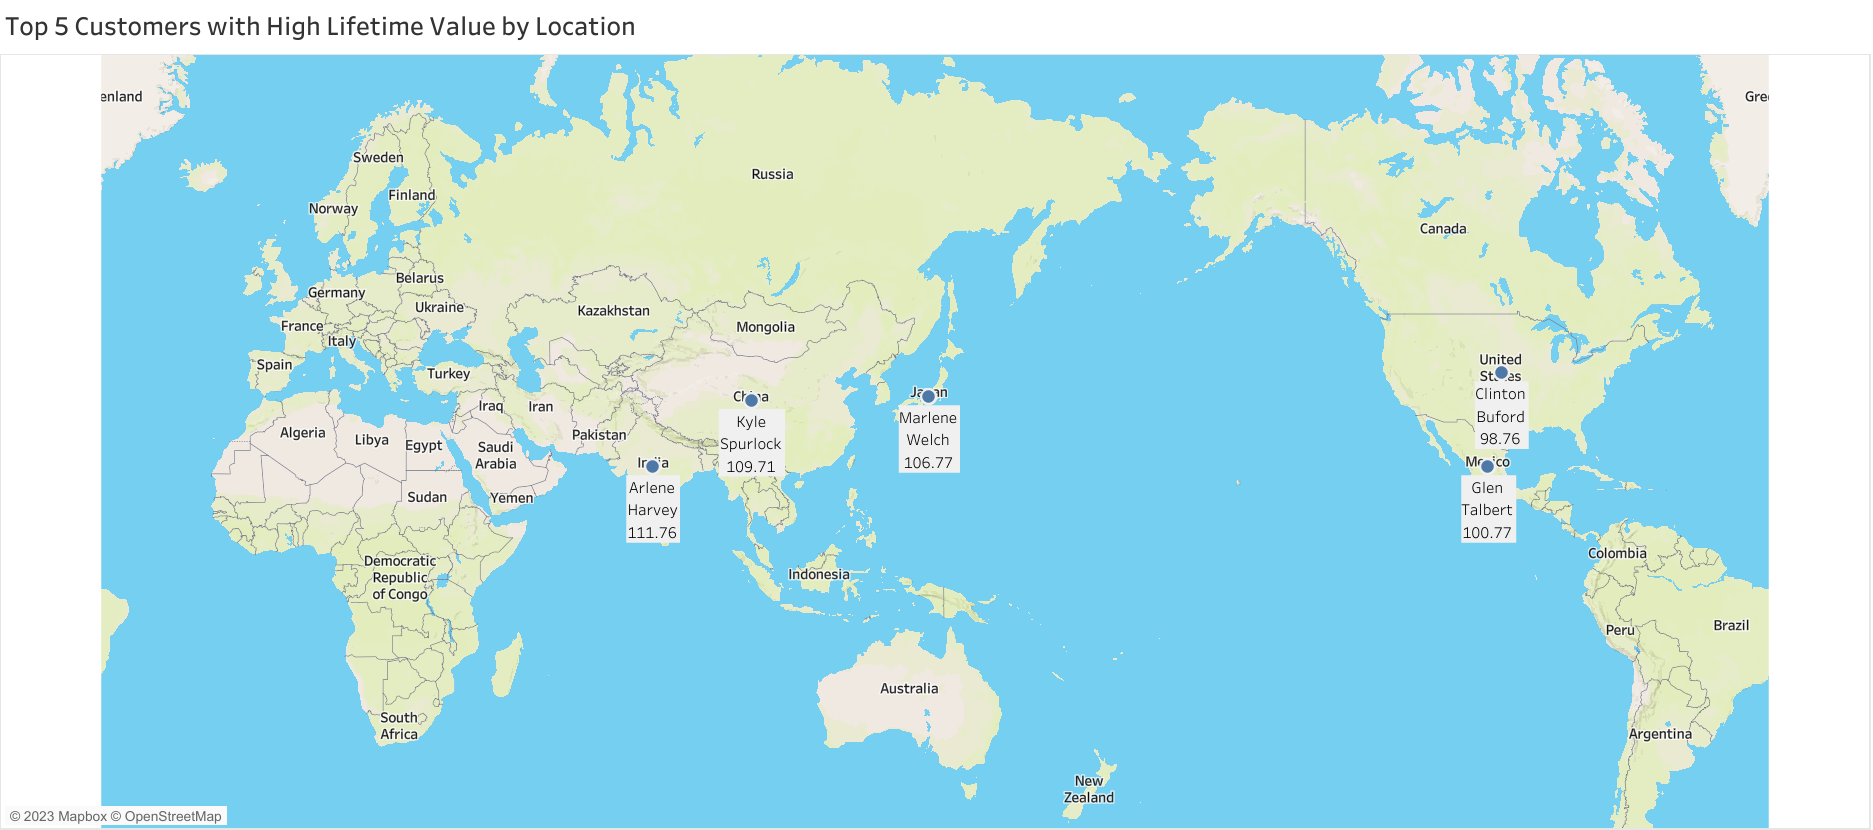 Top 5 Customers with High Lifetime Value by Location
enland
Gre
Sweden
Russia
Finland
Norway
Canada
Belarus
Germany
Ukraine
Kazakhstan
France
Mongolia
Italy
Spain
Turkey
United
States
Clinton
Buford
98.76
China
Kyle
Spurlock
109.71
Japan
Marlene
Welch
106.77
Iraq
Iran
Algeria
Libya
Egypt
Pakistan
Saudi
Arabia
India
Arlene
Harvey
111.76
Mexico
Glen
Talbert
100.77
Sudan
Yemen
Colombia
Democratic
Republic
of Congo
Indonesia
Peru
Brazil
Australia
South
Africa
Argentina
New
Zealand
© 2023 Mapbox © OpenStreetMap